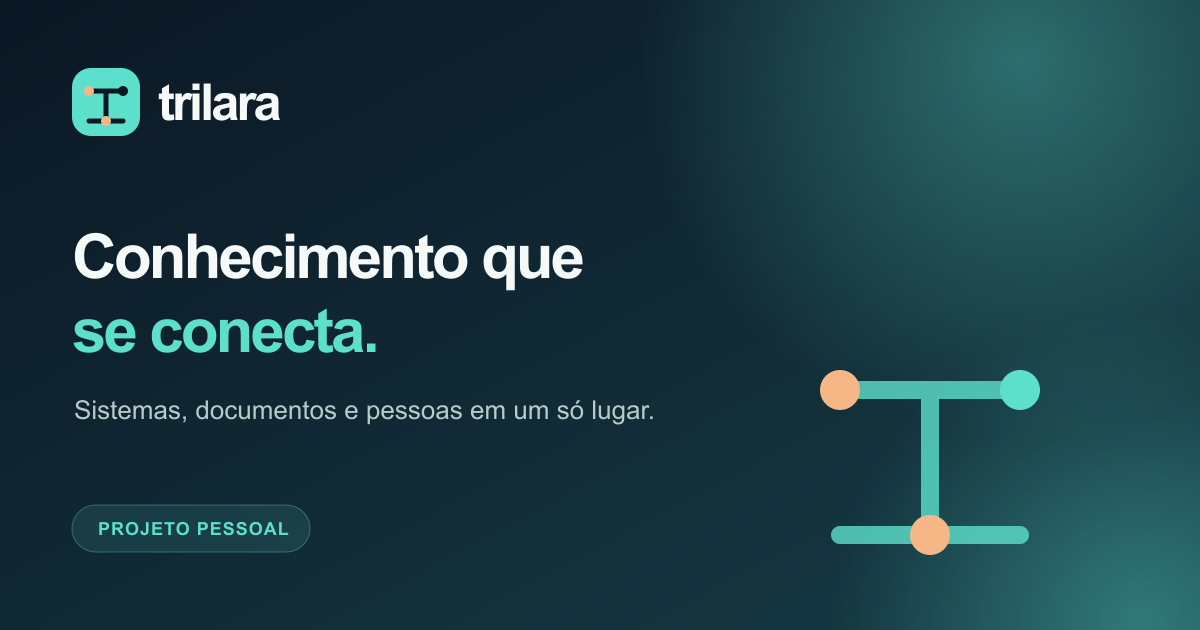 trilara
Conhecimento que
se conecta.
Sistemas, documentos e pessoas em um só lugar.
PROJETO PESSOAL